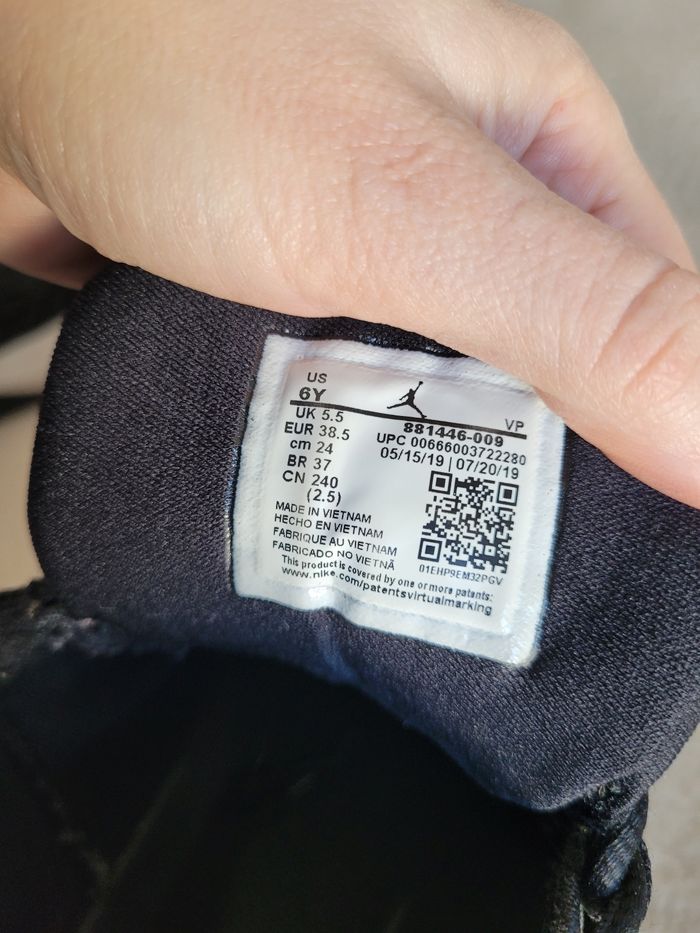 US
6Y
VP
UK 5.5
EUR 38.5
cm 24
BR 37
CN 240
(2.5)
881446-009
UPC 00666003722280
05/15/19 | 07/20/19
01EHP9EM32PGV
MADE IN VIETNAM
HECHO EN VIETNAM
FABRIQUE AU VIETNAM
FABRICADO NO VIETNÃ
This product is covered by one or more patents:
www.nike.com/patentsvirtualmarking